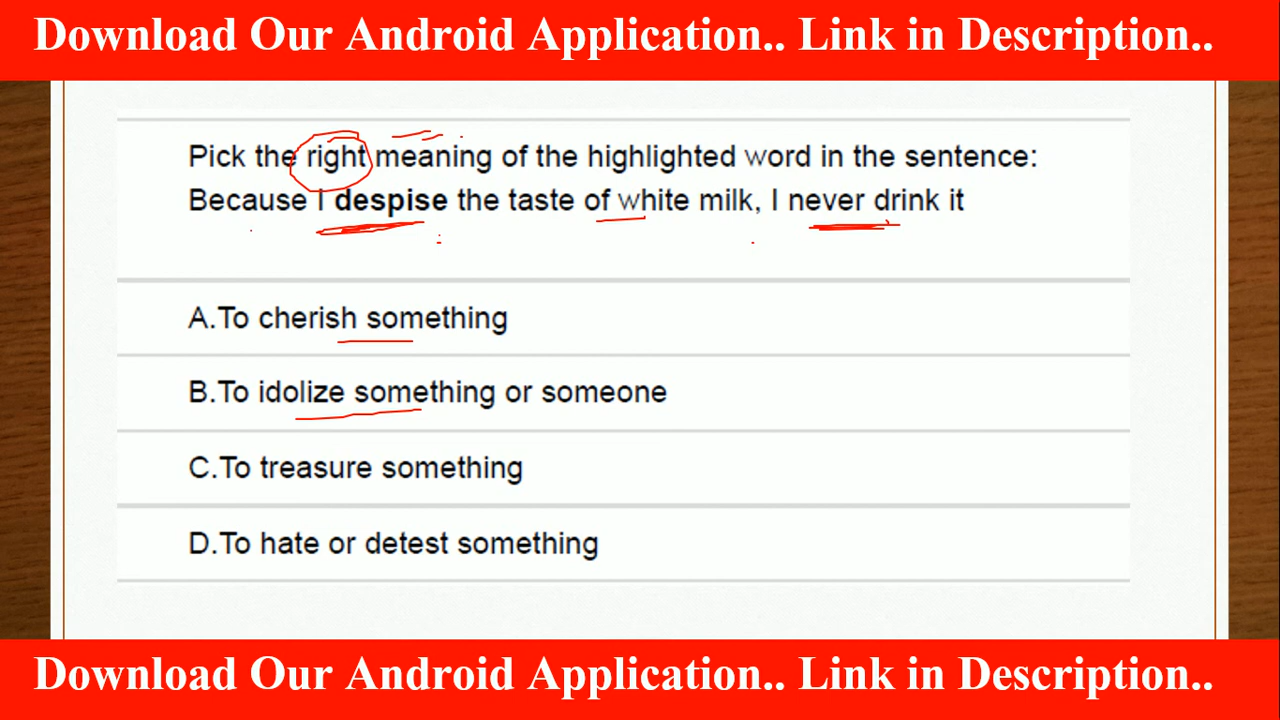 Download Our Android Application.. Link in Description..
Pick the right meaning of the highlighted word in the sentence:
Because I despise the taste of white milk, I never drink it
A.To cherish something
B.To idolize something or someone
C.To treasure something
D.To hate or detest something
Download Our Android Application.. Link in Description..